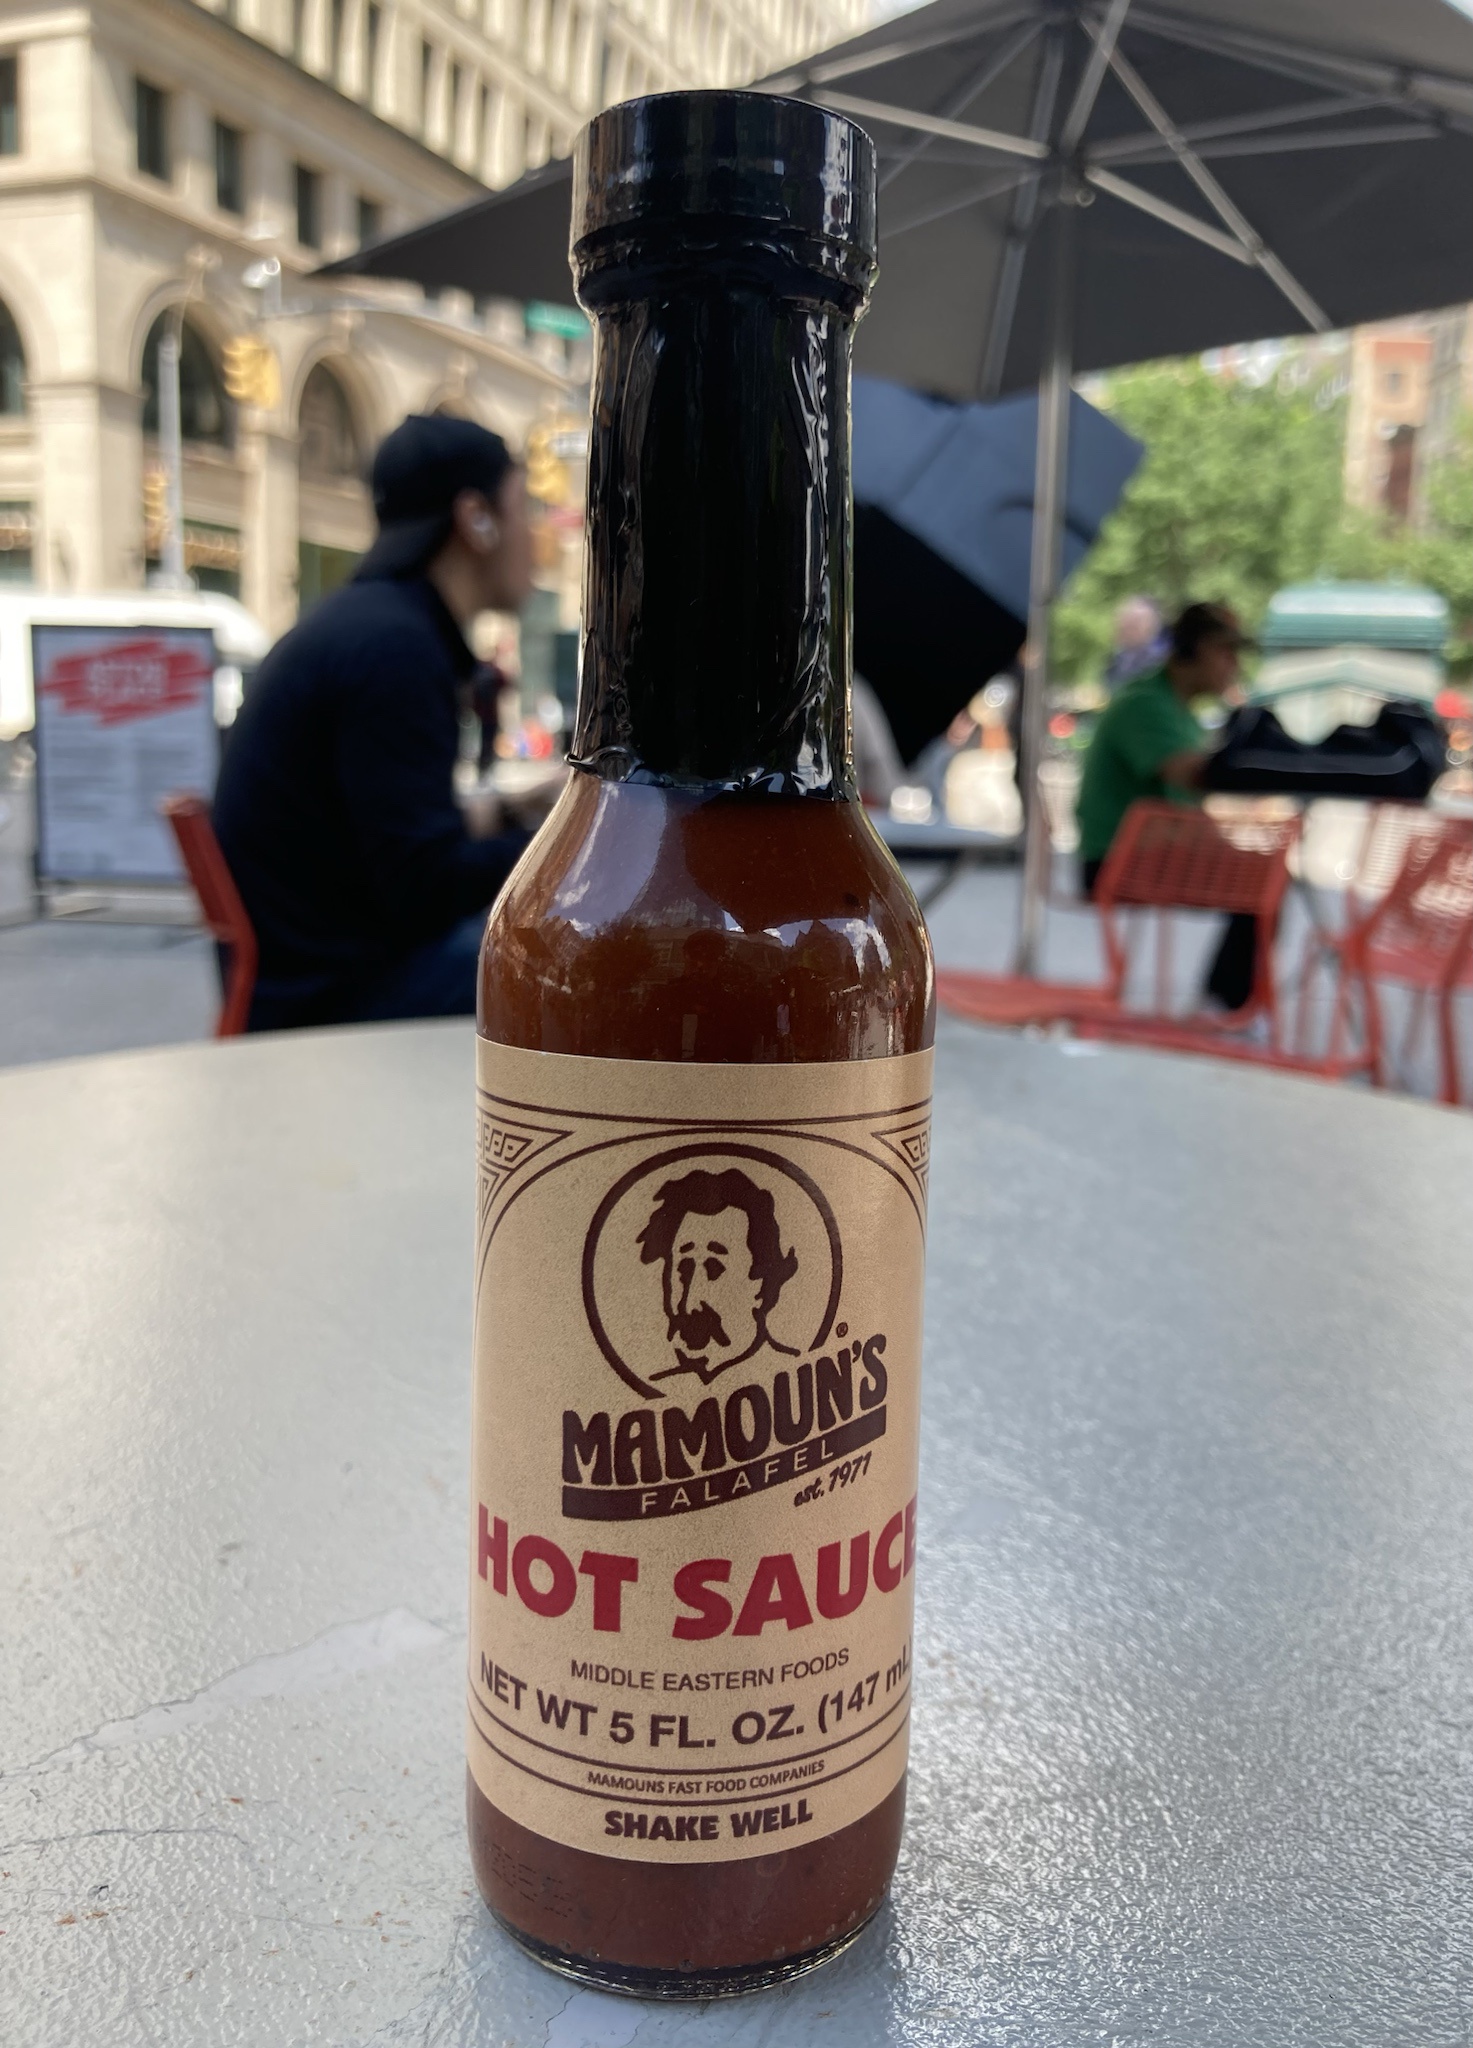 ®
MAMOUN'S
FALAFEL
est. 1971
HOT SAUCE
MIDDLE EASTERN FOODS
NET WT 5 FL. OZ. (147 mL)
MAMOUNS FAST FOOD COMPANIES
SHAKE WELL